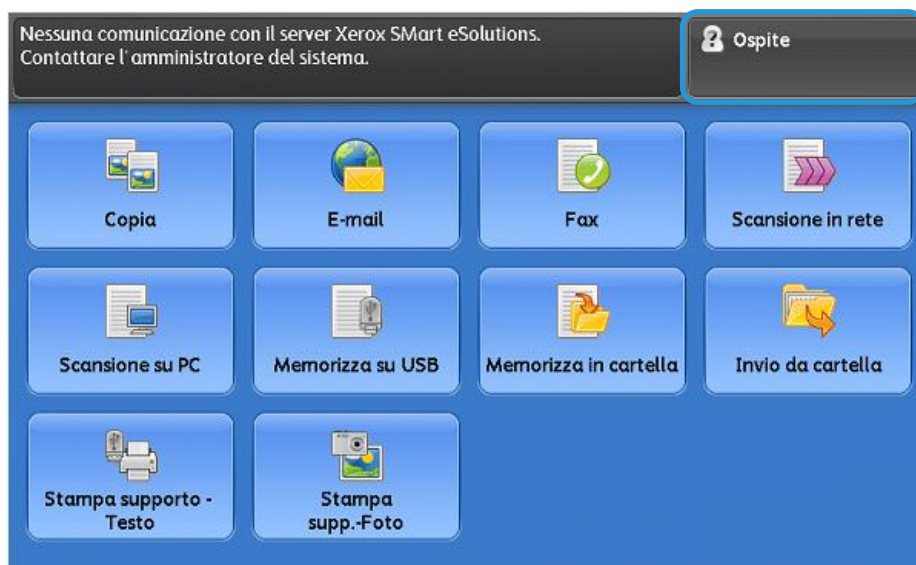 Nessuna comunicazione con il server Xerox SMart eSolutions.
Contattare l'amministratore del sistema.
Ospite
Copia
E-mail
Fax
Scansione in rete
Scansione su PC
Memorizza su USB
Memorizza in cartella
Invio da cartella
Stampa supporto -
Testo
Stampa
supp.-Foto